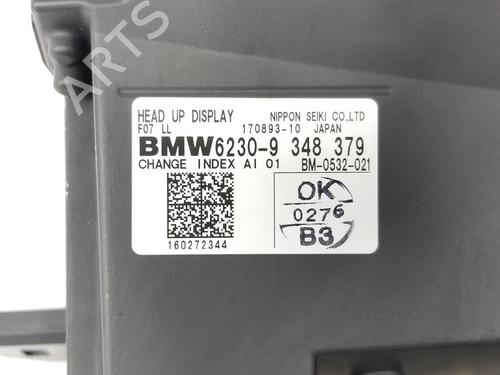 ARTS
HEAD UP DISPLAY NIPPON SEIKI CO.,LTD
F07 LL 170893-10 JAPAN
BMW6230-9 348 379
CHANGE INDEX AI 01 BM-0532-021
OK
0276
B3
160272344